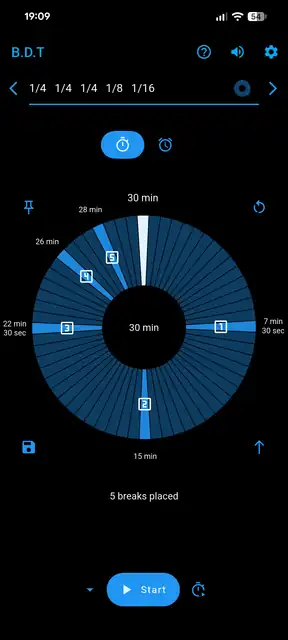 19:09
54
B.D.T
1/4 1/4 1/4 1/8 1/16
30 min
28 min
26 min
5
4
22 min
30 sec
3
30 min
1
7 min
30 sec
2
15 min
5 breaks placed
Start